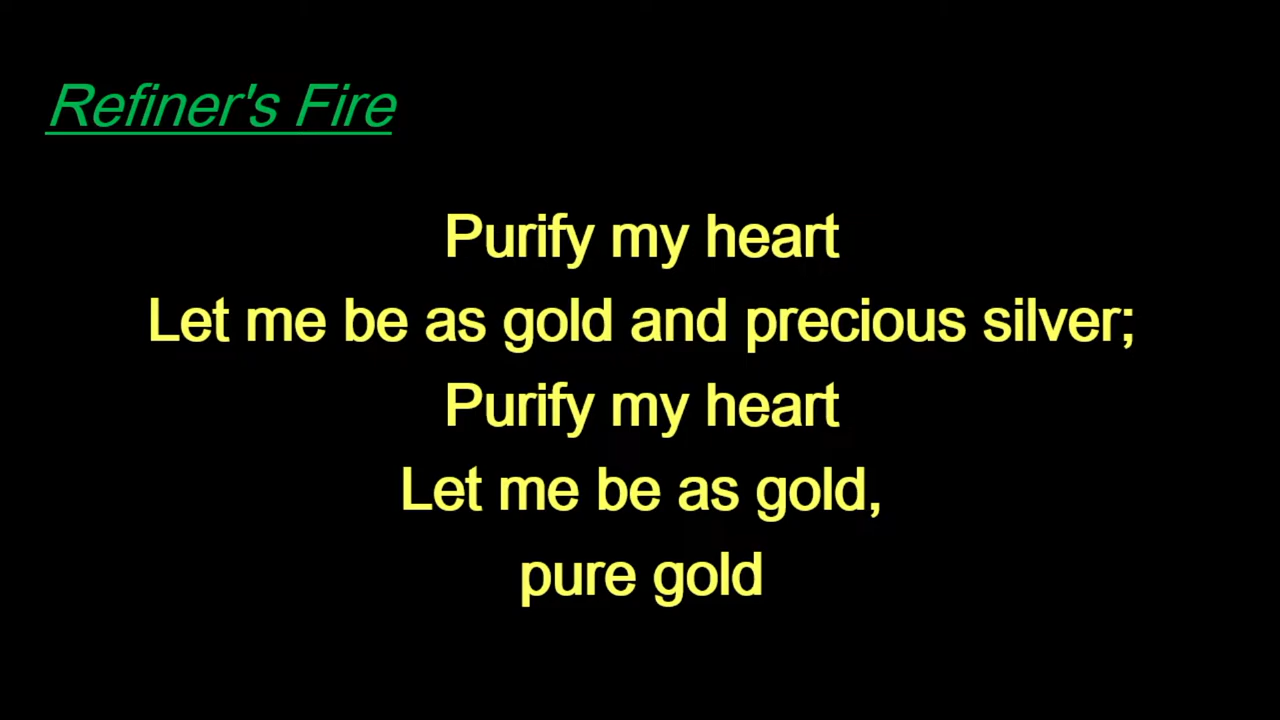 Refiner's Fire
Purify my heart
Let me be as gold and precious silver;
Purify my heart
Let me be as gold,
pure gold